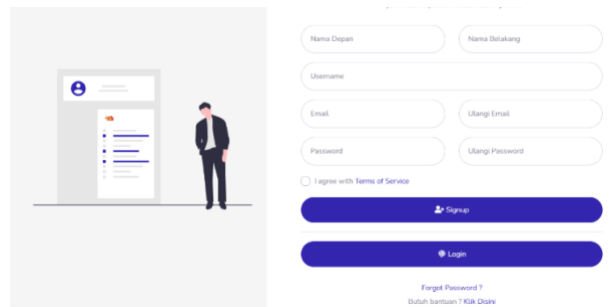 Nama Depan Nama Belakang
Username
Email Ulangi Email
Password Ulangi Password
I agree with Terms of Service
Signup
Login
Forgot Password ?
Butuh bantuan ? Klik Disini